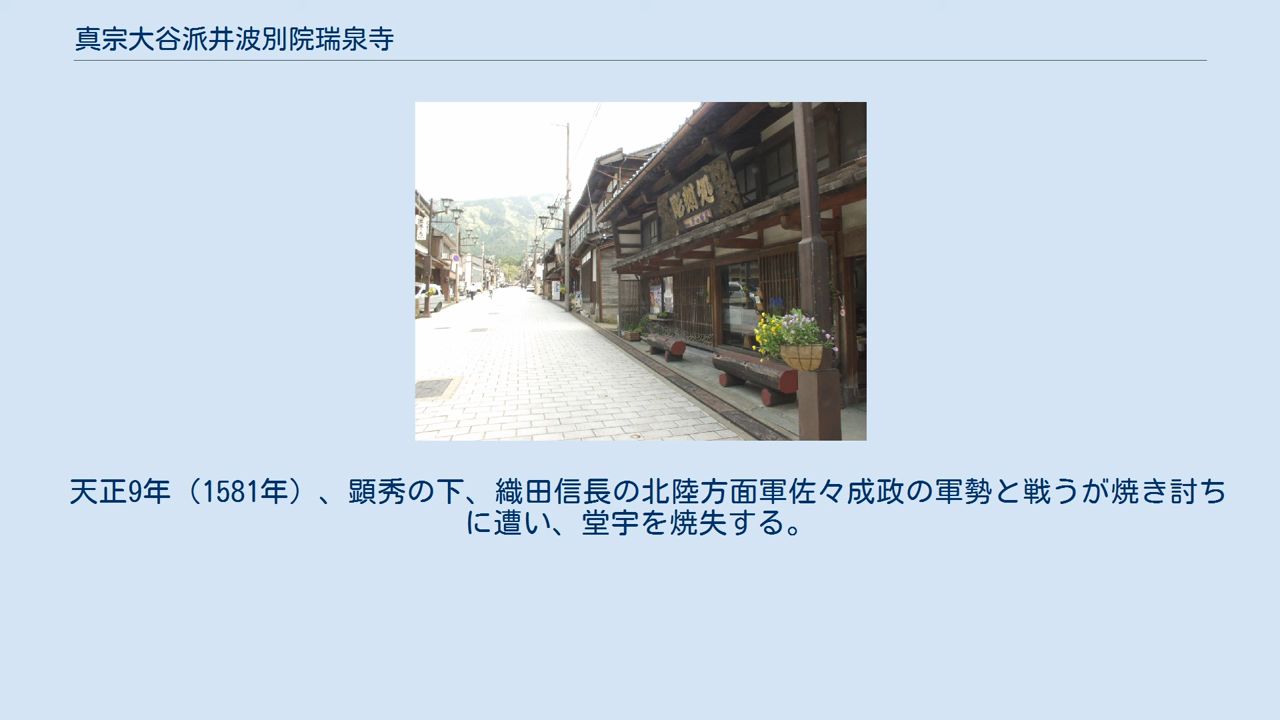 真宗大谷派井波別院瑞泉寺
天正9年（1581年）、顕秀の下、織田信長の北陸方面軍佐々成政の軍勢と戦うが焼き討ち
に遭い、堂宇を焼失する。